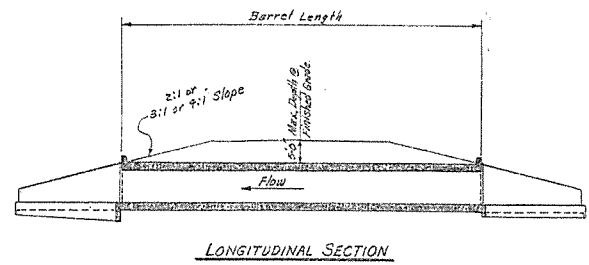 Barrel Length
2:1 or
3:1 or 4:1 Slope
5'-0" Max. Depth @
Finished Grade.
Flow
LONGITUDINAL SECTION